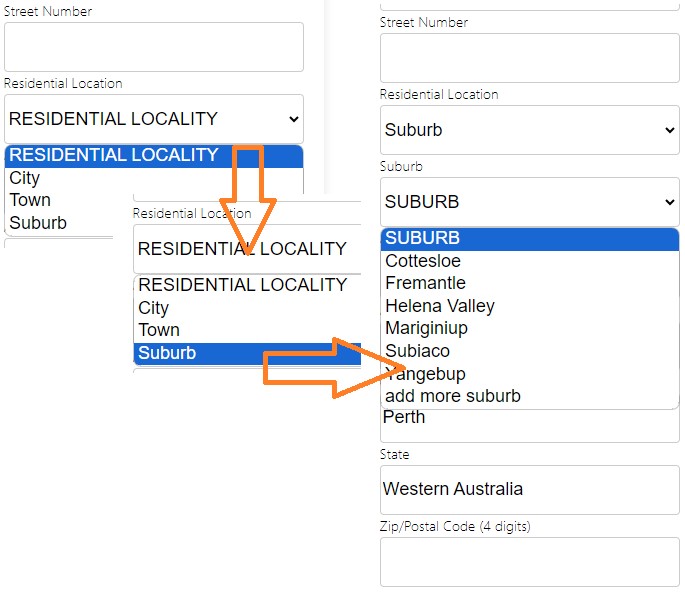 Street Number
Residential Location
RESIDENTIAL LOCALITY
RESIDENTIAL LOCALITY
City
Town
Suburb
Residential Location
RESIDENTIAL LOCALITY
RESIDENTIAL LOCALITY
City
Town
Suburb
Street Number
Residential Location
Suburb
Suburb
SUBURB
SUBURB
Cottesloe
Fremantle
Helena Valley
Mariginiup
Subiaco
Yangebup
add more suburb
Perth
State
Western Australia
Zip/Postal Code (4 digits)